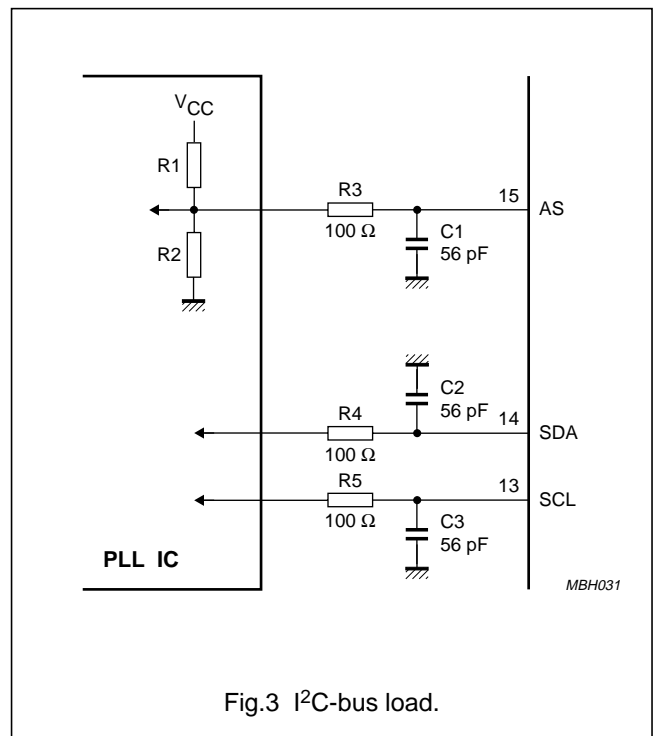 VCC
R1
R2
R3
100 Ω
C1
56 pF
15
AS
C2
56 pF
R4
100 Ω
14
SDA
R5
100 Ω
13
SCL
C3
56 pF
PLL IC
MBH031
Fig.3 I²C-bus load.